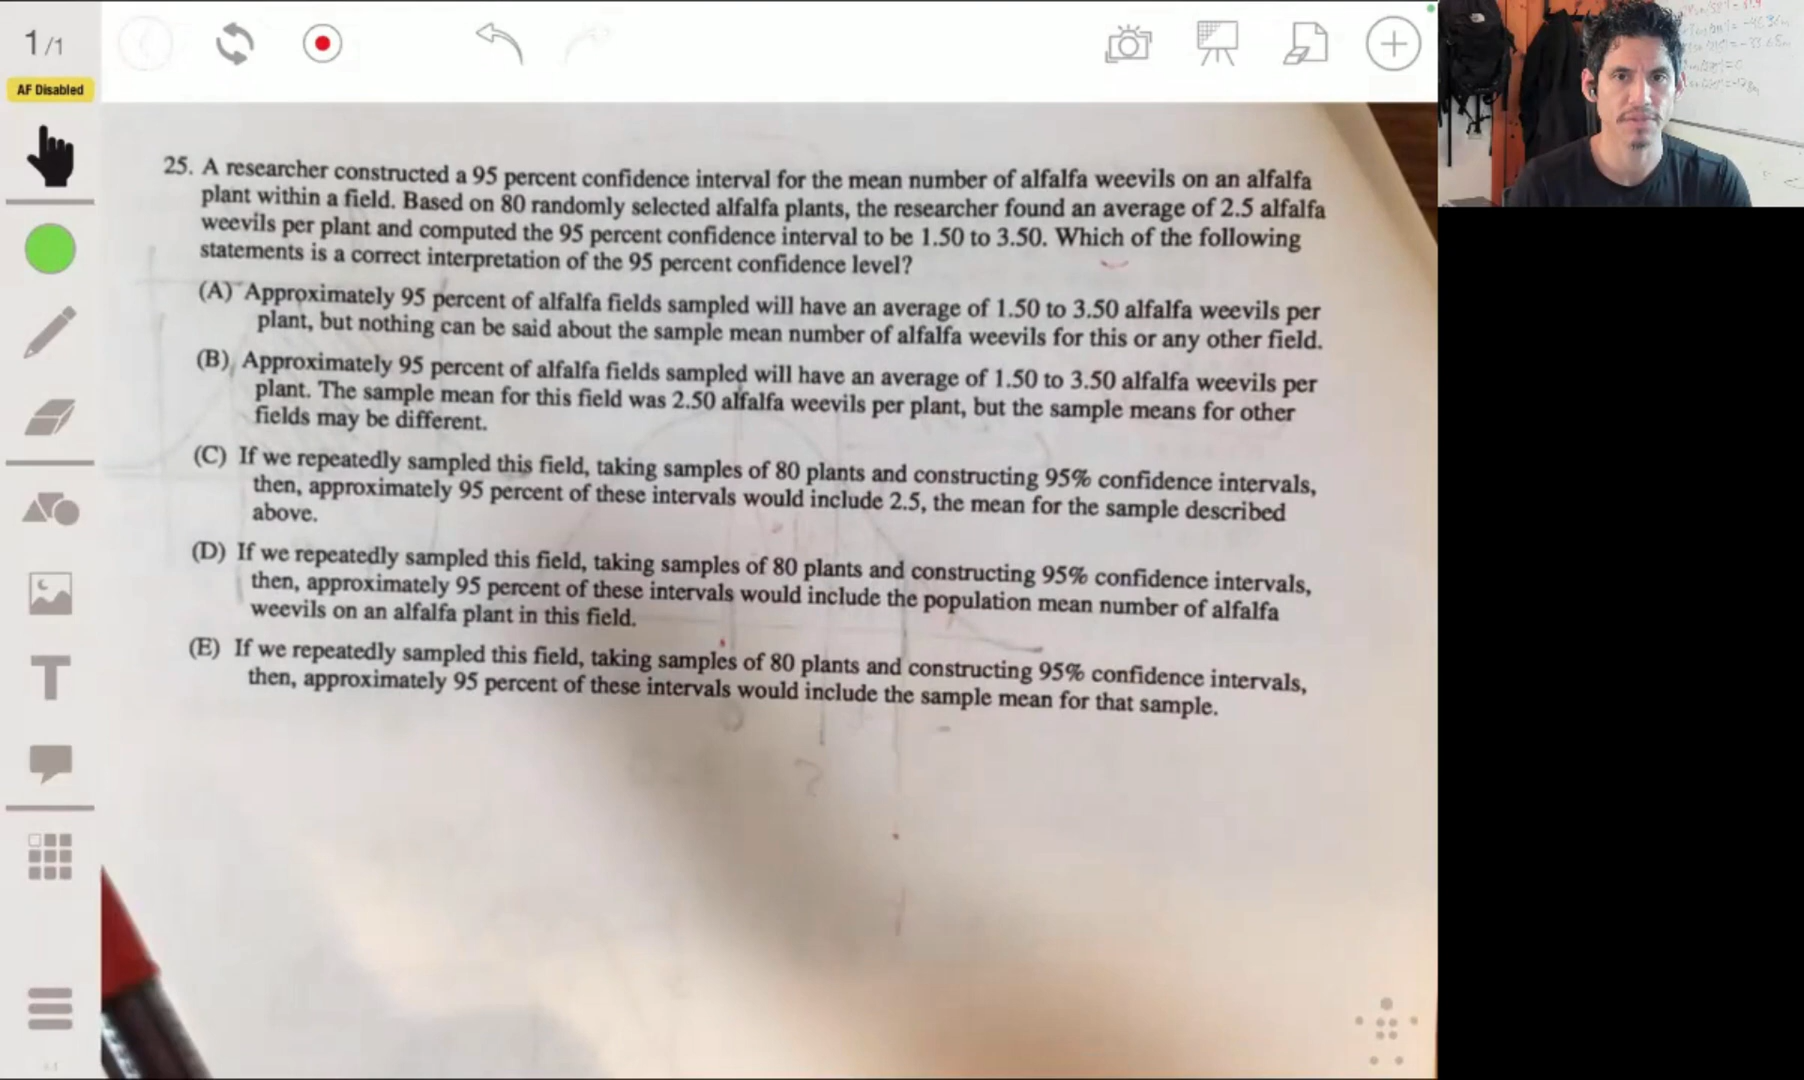 1/1
AF Disabled
25. A researcher constructed a 95 percent confidence interval for the mean number of alfalfa weevils on an alfalfa
plant within a field. Based on 80 randomly selected alfalfa plants, the researcher found an average of 2.5 alfalfa
weevils per plant and computed the 95 percent confidence interval to be 1.50 to 3.50. Which of the following
statements is a correct interpretation of the 95 percent confidence level?
(A) Approximately 95 percent of alfalfa fields sampled will have an average of 1.50 to 3.50 alfalfa weevils per
plant, but nothing can be said about the sample mean number of alfalfa weevils for this or any other field.
(B) Approximately 95 percent of alfalfa fields sampled will have an average of 1.50 to 3.50 alfalfa weevils per
plant. The sample mean for this field was 2.50 alfalfa weevils per plant, but the sample means for other
fields may be different.
(C) If we repeatedly sampled this field, taking samples of 80 plants and constructing 95% confidence intervals,
then, approximately 95 percent of these intervals would include 2.5, the mean for the sample described
above.
(D) If we repeatedly sampled this field, taking samples of 80 plants and constructing 95% confidence intervals,
then, approximately 95 percent of these intervals would include the population mean number of alfalfa
weevils on an alfalfa plant in this field.
(E) If we repeatedly sampled this field, taking samples of 80 plants and constructing 95% confidence intervals,
then, approximately 95 percent of these intervals would include the sample mean for that sample.
T